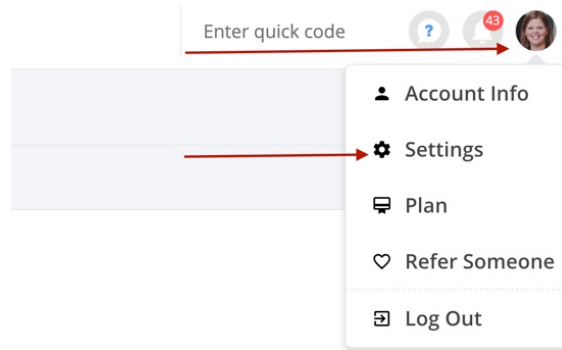 Enter quick code
?
43
Account Info
Settings
Plan
Refer Someone
Log Out